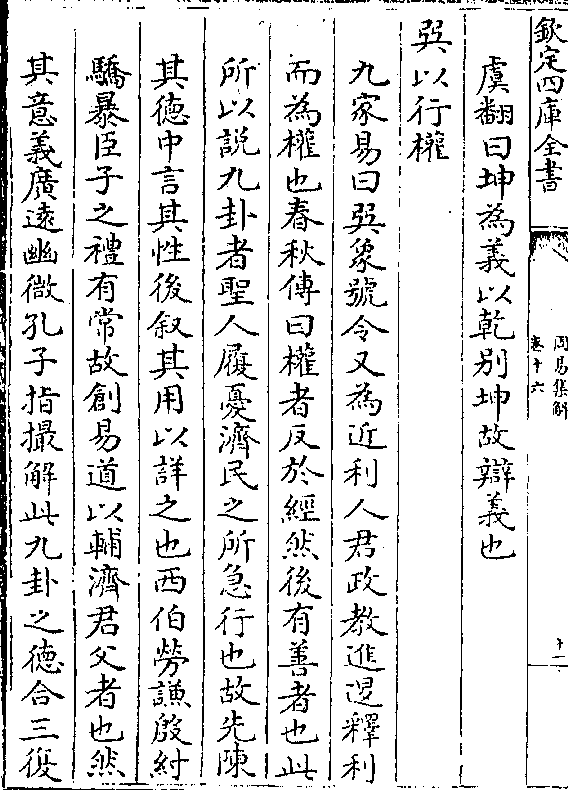 欽定四庫全書
周易集解
卷十六
十一
虞翻曰坤為義以乾別坤故辯義也
巽以行權
九家易曰巽象號令又為近利人君政教進退釋利
而為權也春秋傳曰權者反於經然後有善者也此
所以說九卦者聖人履憂濟民之所急行也故先陳
其德中言其性後叙其用以詳之也西伯勞謙殷紂
驕暴臣子之禮有常故創易道以輔濟君父者也然
其意義廣遠幽微孔子指撮解此九卦之德合三復